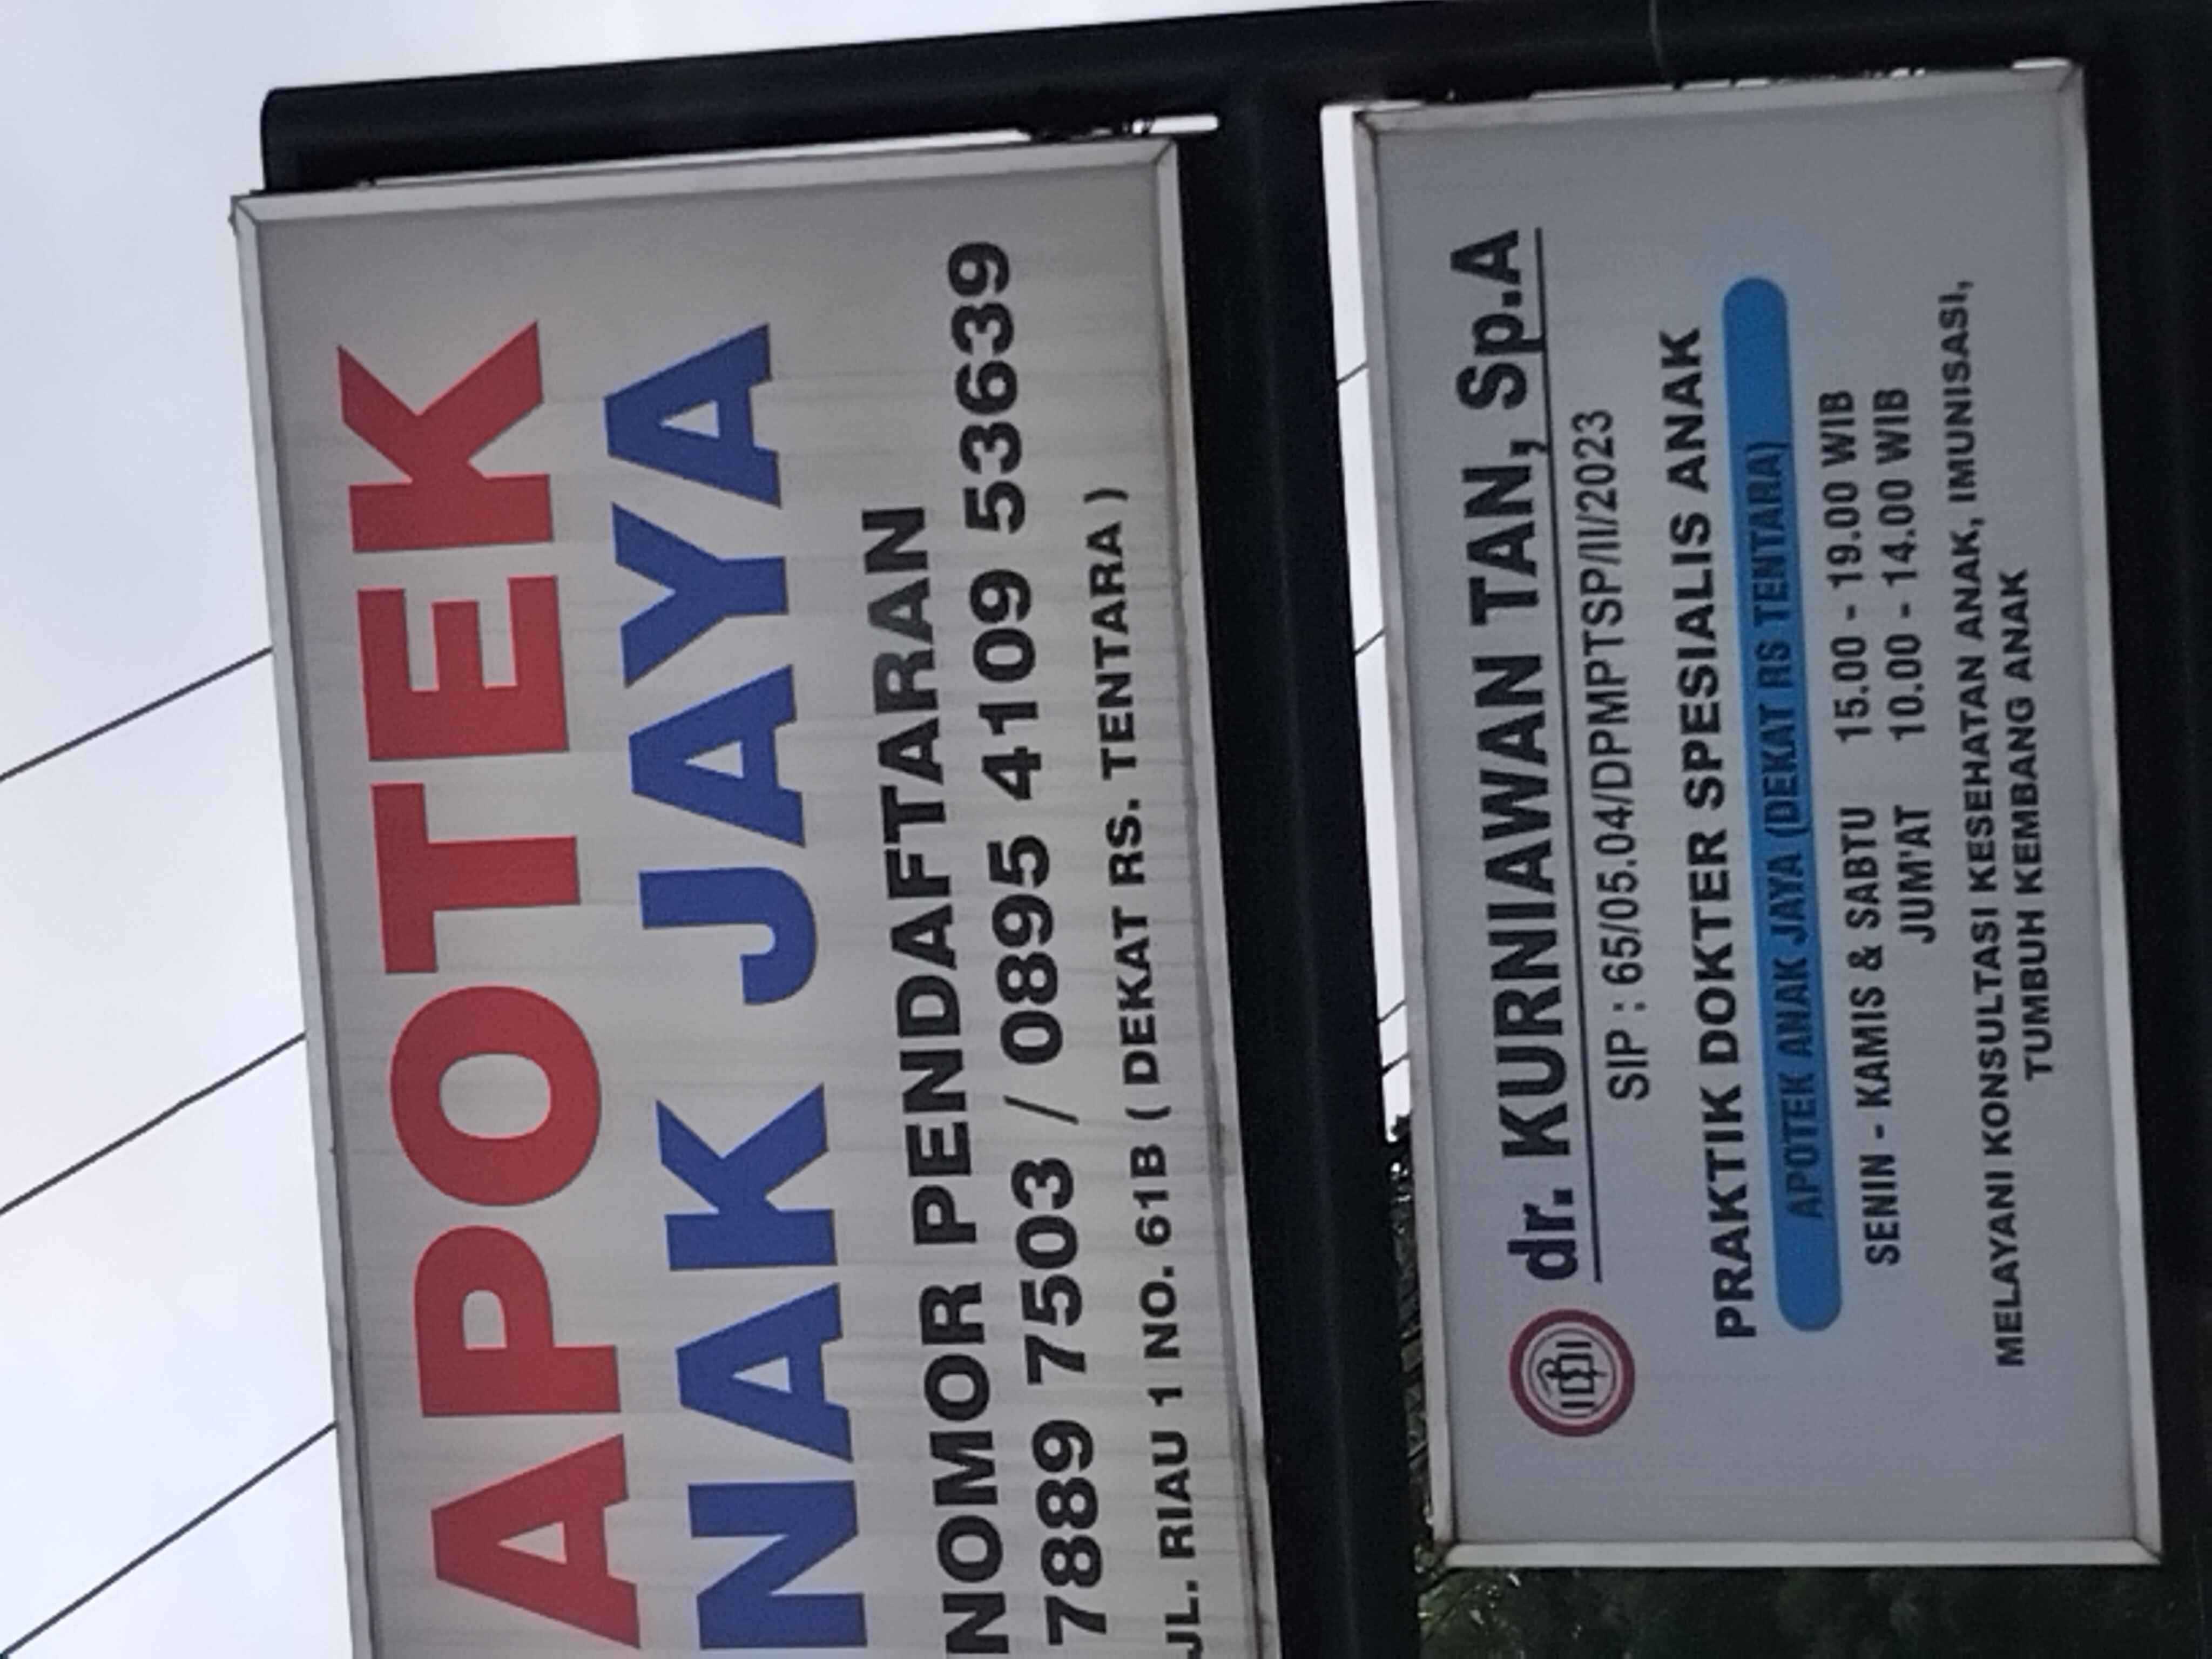 APOTEK
NAK JAYA
NOMOR PENDAFTARAN
7889 7503 / 0895 4109 53639
JL. RIAU 1 NO. 61B ( DEKAT RS. TENTARA )
IDI
dr. KURNIAWAN TAN, Sp.A
SIP : 65/05.04/DPMPTSP/II/2023
PRAKTIK DOKTER SPESIALIS ANAK
APOTEK ANAK JAYA (DEKAT RS TENTARA)
SENIN - KAMIS & SABTU 15.00 - 19.00 WIB
JUM'AT 10.00 - 14.00 WIB
MELAYANI KONSULTASI KESEHATAN ANAK, IMUNISASI,
TUMBUH KEMBANG ANAK